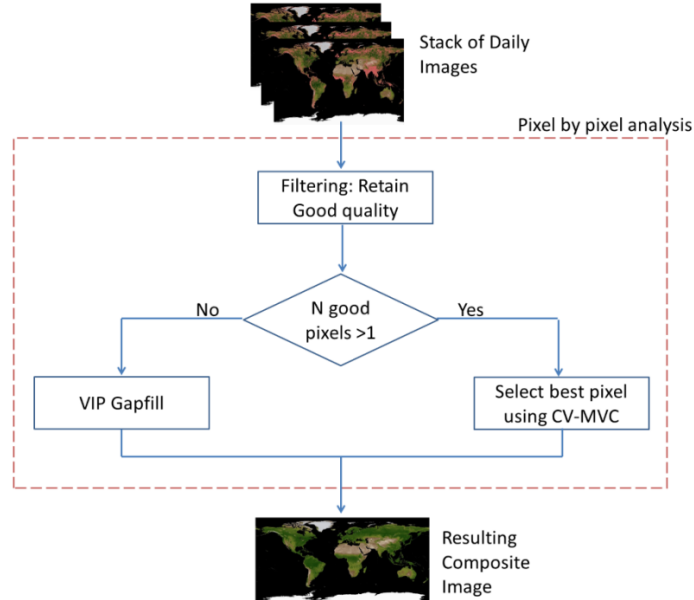 Stack of Daily
Images
Pixel by pixel analysis
Filtering: Retain
Good quality
N good
pixels >1
No
Yes
VIP Gapfill
Select best pixel
using CV-MVC
Resulting
Composite
Image